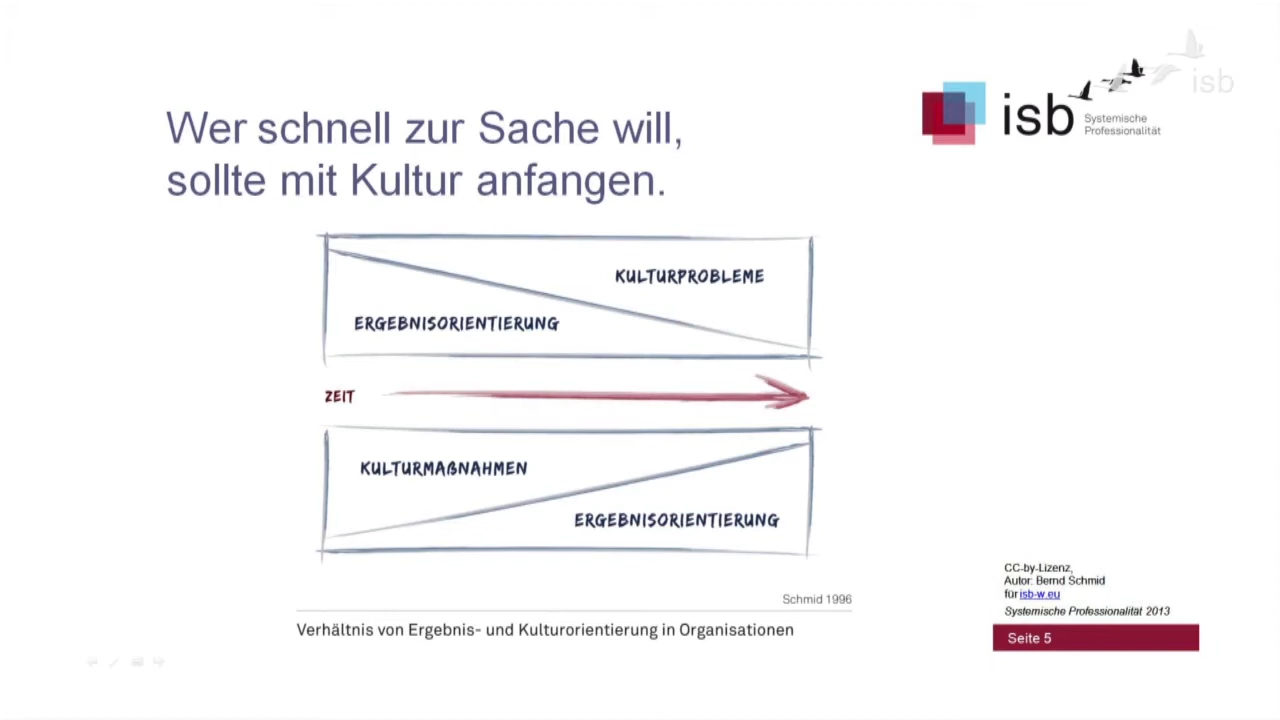 isb
isb
Systemische
Professionalität
Wer schnell zur Sache will,
sollte mit Kultur anfangen.
KULTURPROBLEME
ERGEBNISORIENTIERUNG
ZEIT
KULTURMAßNAHMEN
ERGEBNISORIENTIERUNG
Schmid 1996
Verhältnis von Ergebnis- und Kulturorientierung in Organisationen
CC-by-Lizenz,
Autor: Bernd Schmid
für isb-w.eu
Systemische Professionalität 2013
Seite 5